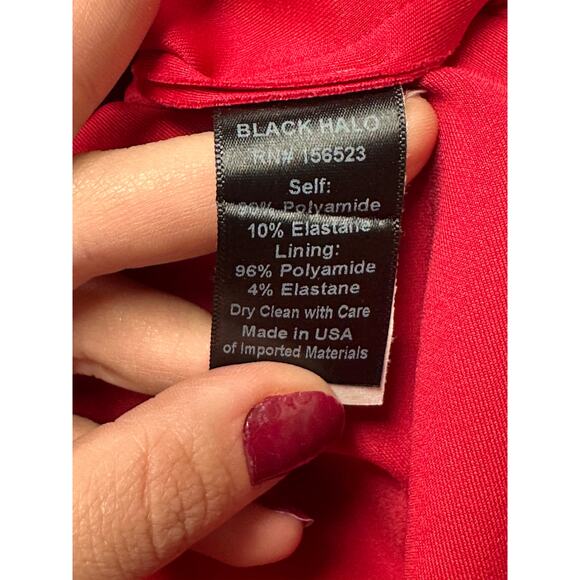 BLACK HALO
RN# 156523
Self:
Polyamide
10% Elastane
Lining:
96% Polyamide
4% Elastane
Dry Clean with Care
Made in USA
of Imported Materials